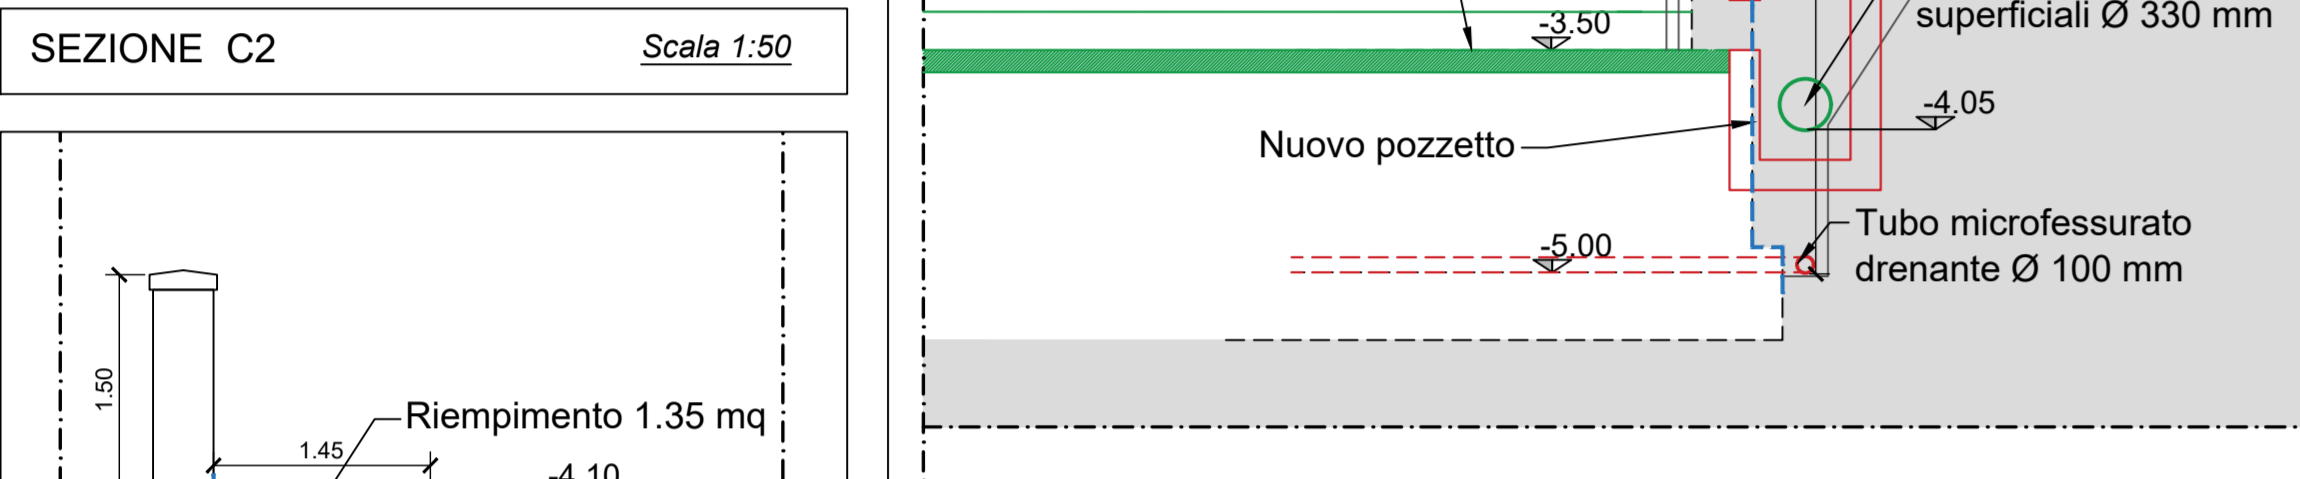 SEZIONE C2
Scala 1:50
1.50
Riempimento 1.35 mq
1.45
-4.10
-3.50
superficiali Ø 330 mm
-4.05
Nuovo pozzetto
Tubo microfessurato
drenante Ø 100 mm
-5.00